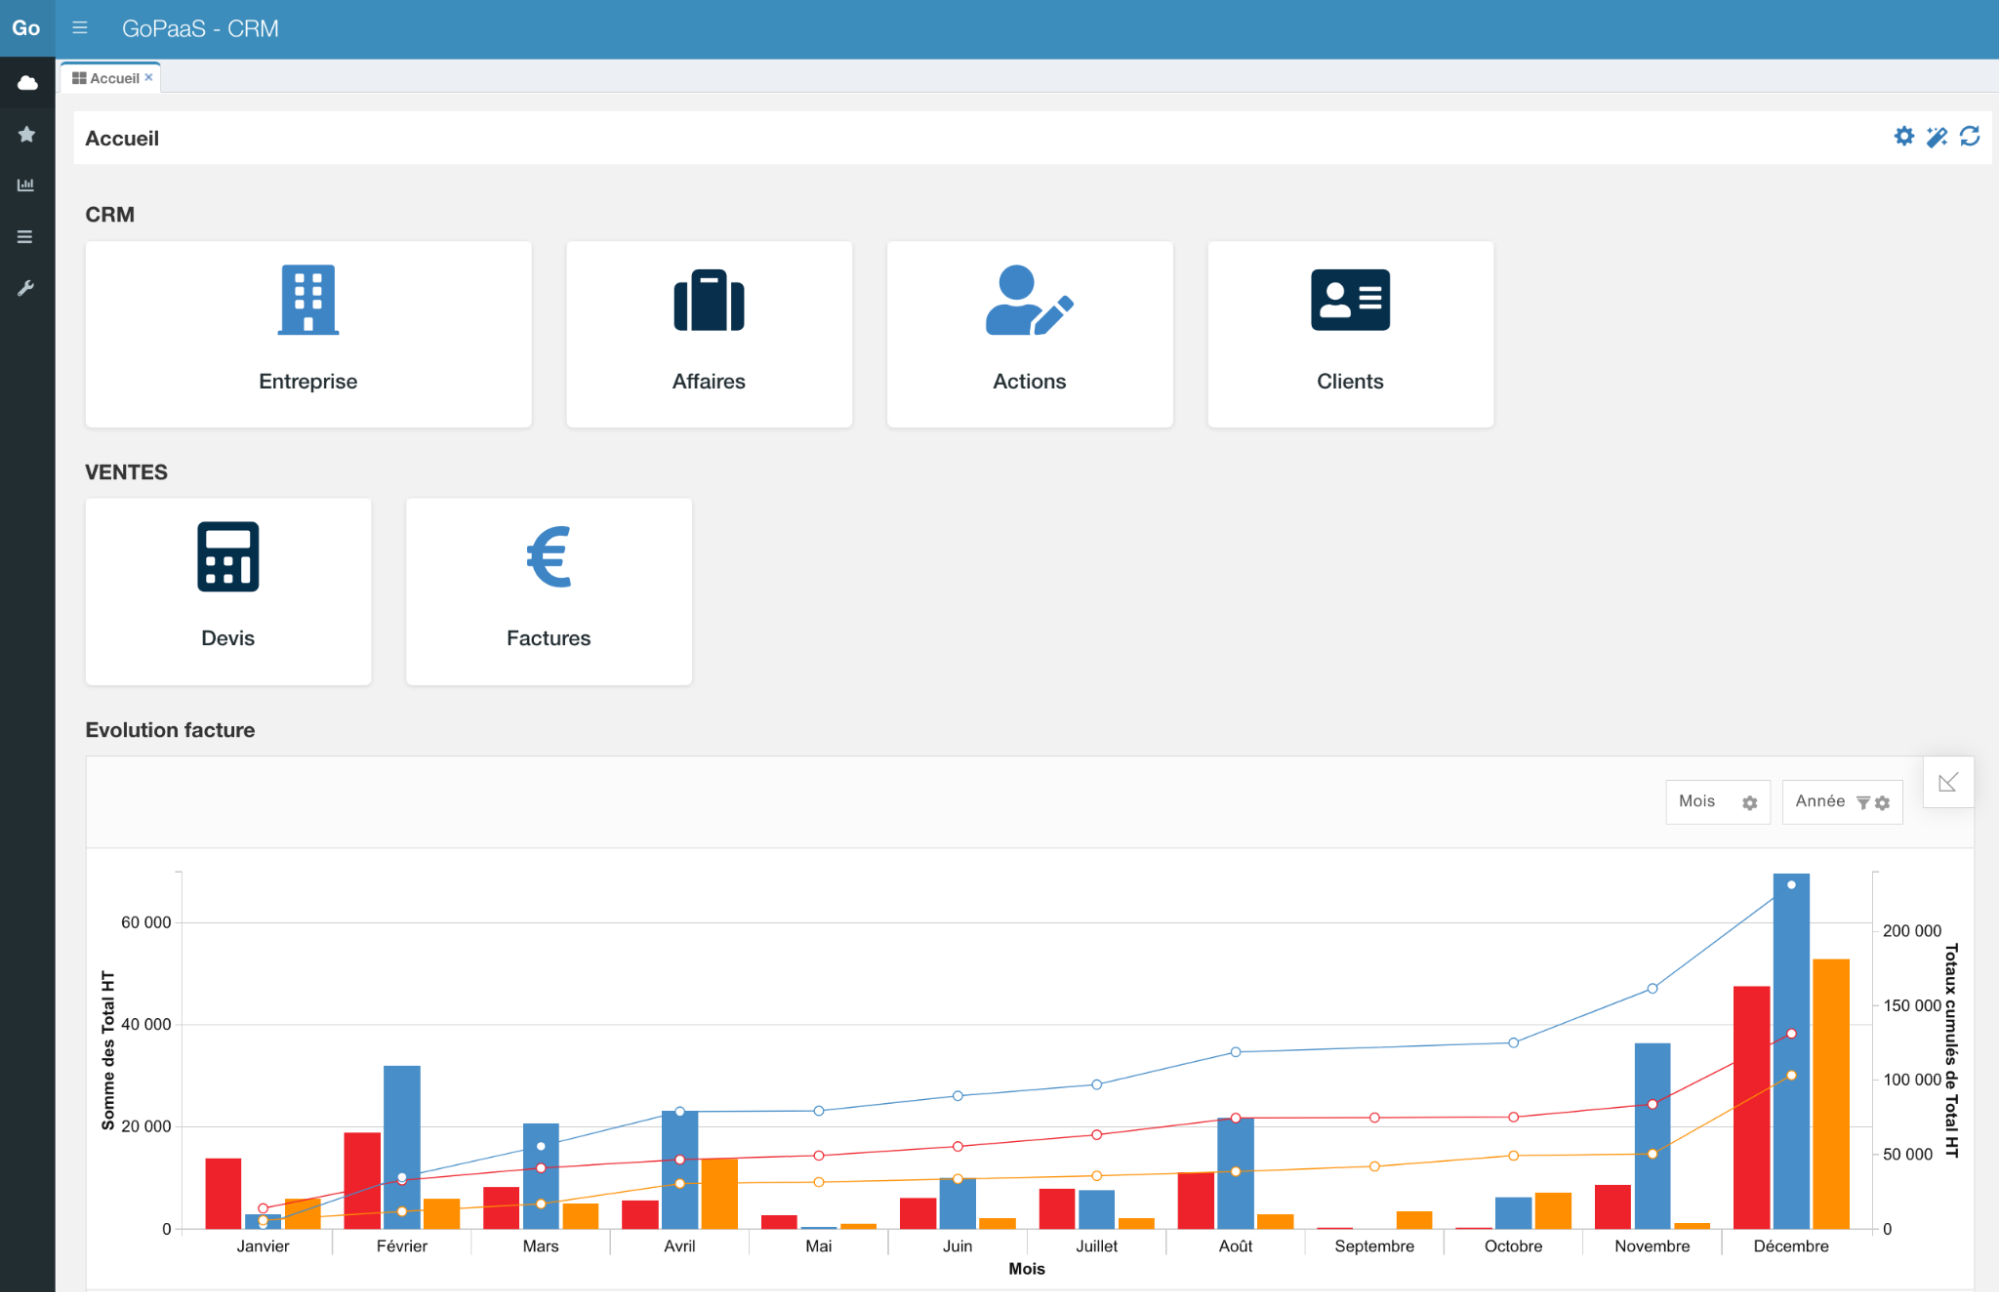 Go
GoPaaS - CRM
Accueil ×
Accueil
CRM
Entreprise
Affaires
Actions
Clients
VENTES
Devis
Factures
Evolution facture
Mois
Année
60 000
40 000
20 000
0
Somme des Total HT
200 000
150 000
100 000
50 000
0
Totaux cumulés de Total HT
Janvier
Février
Mars
Avril
Mai
Juin
Juillet
Août
Septembre
Octobre
Novembre
Décembre
Mois